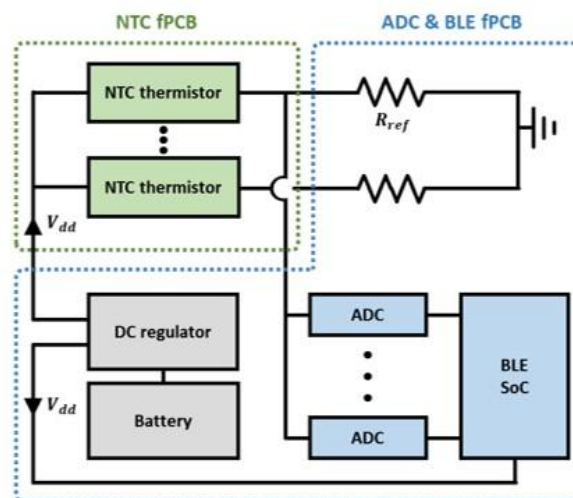 NTC fPCB
ADC & BLE fPCB
NTC thermistor
R_ref
NTC thermistor
V_dd
DC regulator
ADC
BLE
SoC
V_dd
Battery
ADC